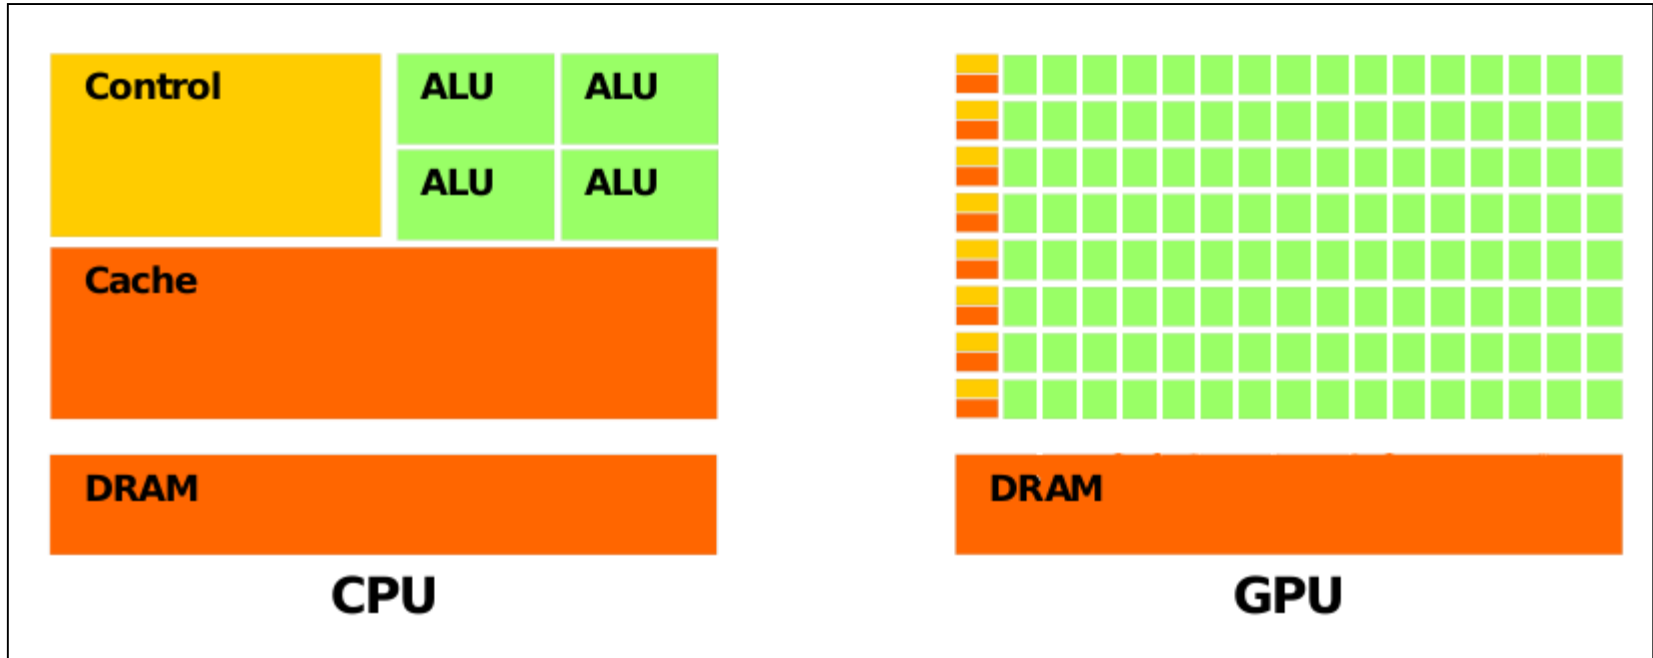 Control
ALU ALU
ALU ALU
Cache
DRAM
CPU
DRAM
GPU